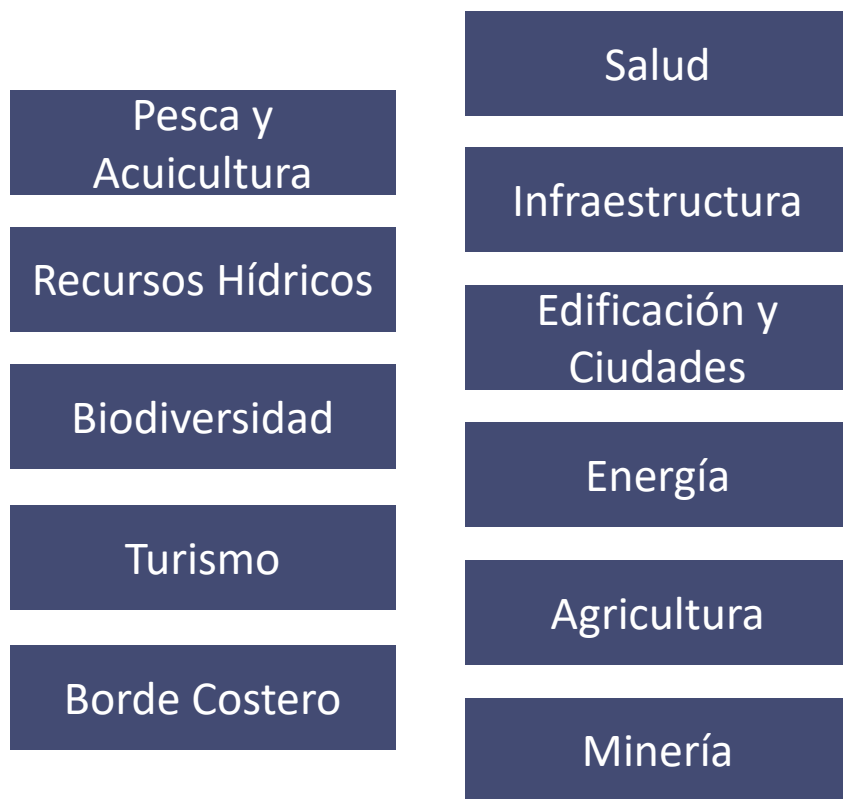 Pesca y
Acuicultura
Recursos Hídricos
Biodiversidad
Turismo
Borde Costero
Salud
Infraestructura
Edificación y
Ciudades
Energía
Agricultura
Minería